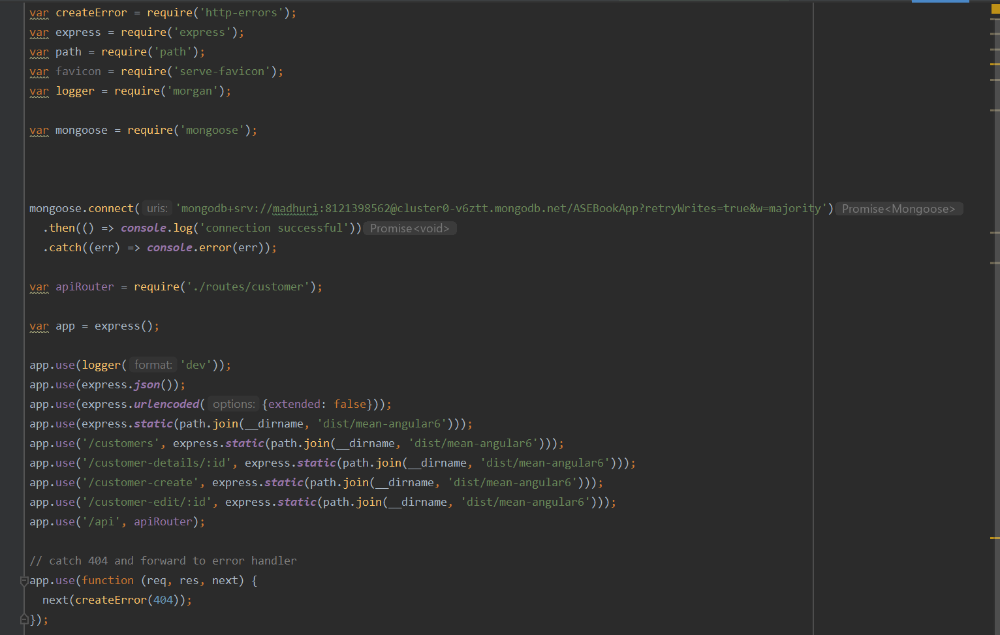 var createError = require('http-errors');
var express = require('express');
var path = require('path');
var favicon = require('serve-favicon');
var logger = require('morgan');
var mongoose = require('mongoose');
mongoose.connect( uris: 'mongodb+srv://madhuri:8121398562@cluster0-v6ztt.mongodb.net/ASEBookApp?retryWrites=true&w=majority') Promise<Mongoose>
.then(() => console.log('connection successful')) Promise<void>
.catch((err) => console.error(err));
var apiRouter = require('./routes/customer');
var app = express();
app.use(logger( format: 'dev'));
app.use(express.json());
app.use(express.urlencoded( options: {extended: false}));
app.use(express.static(path.join(__dirname, 'dist/mean-angular6')));
app.use('/customers', express.static(path.join(__dirname, 'dist/mean-angular6')));
app.use('/customer-details/:id', express.static(path.join(__dirname, 'dist/mean-angular6')));
app.use('/customer-create', express.static(path.join(__dirname, 'dist/mean-angular6')));
app.use('/customer-edit/:id', express.static(path.join(__dirname, 'dist/mean-angular6')));
app.use('/api', apiRouter);
// catch 404 and forward to error handler
app.use(function (req, res, next) {
next(createError(404));
});